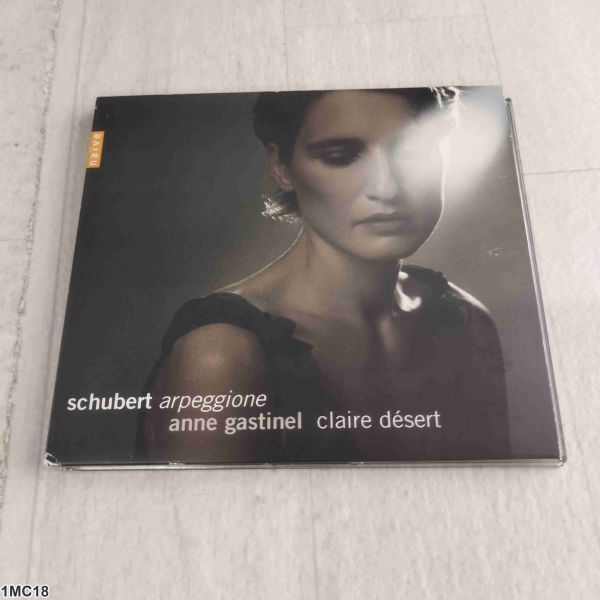 naïve
schubert arpeggione
anne gastinel claire désert
1MC18